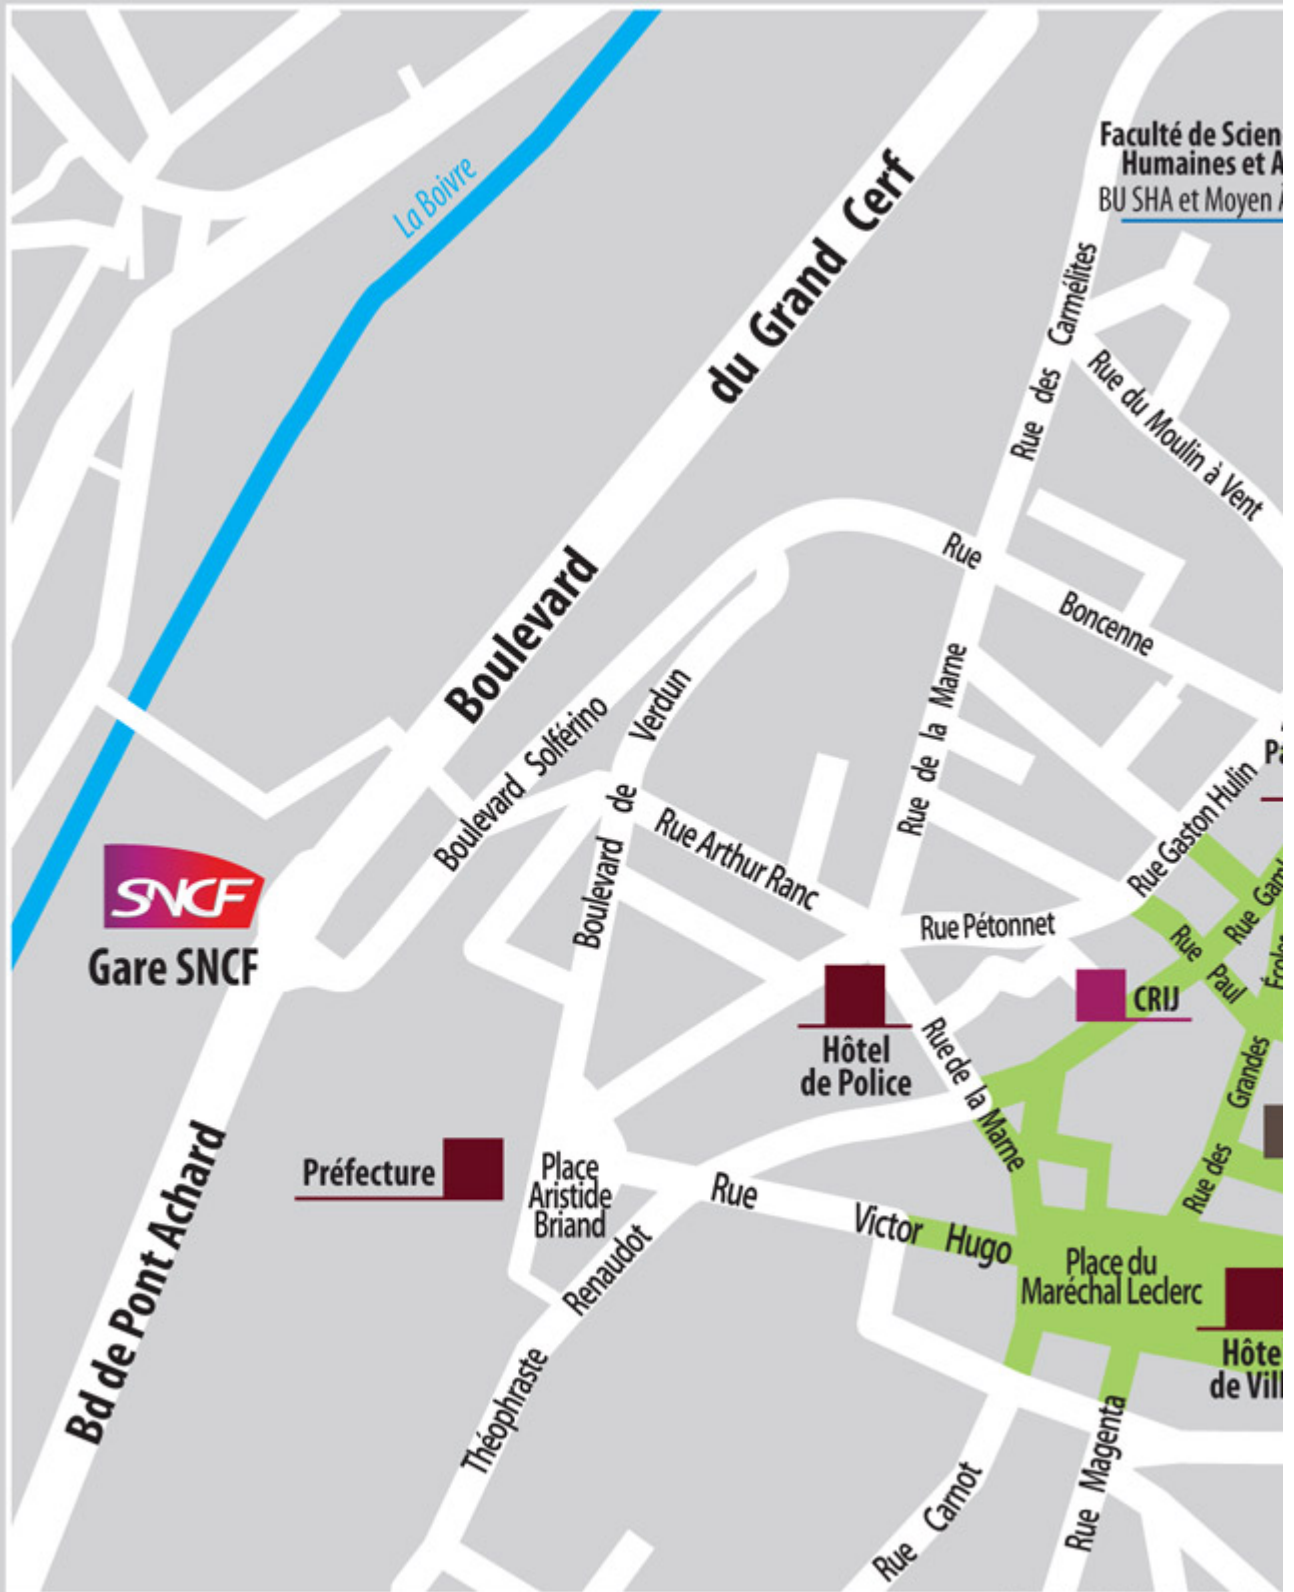 La Boivre
Faculté de Scien
Humaines et A
BU SHA et Moyen Â
Boulevard du Grand Cerf
Rue des Carmélites
Rue du Moulin à Vent
Rue Boncenne
Boulevard Solférino
Boulevard de Verdun
Rue de la Marne
Pa
Rue Gaston Hulin
Rue Arthur Ranc
SNCF
Gare SNCF
Rue Pétonnet
Rue Gamb
Rue Paul
CRIJ
Hôtel
de Police
Rue de la Marne
Rue des Grandes Écoles
Bd de Pont Achard
Préfecture
Place
Aristide
Briand
Rue Victor Hugo
Place du
Maréchal Leclerc
Théophraste Renaudot
Hôte
de Vill
Rue Carnot
Rue Magenta